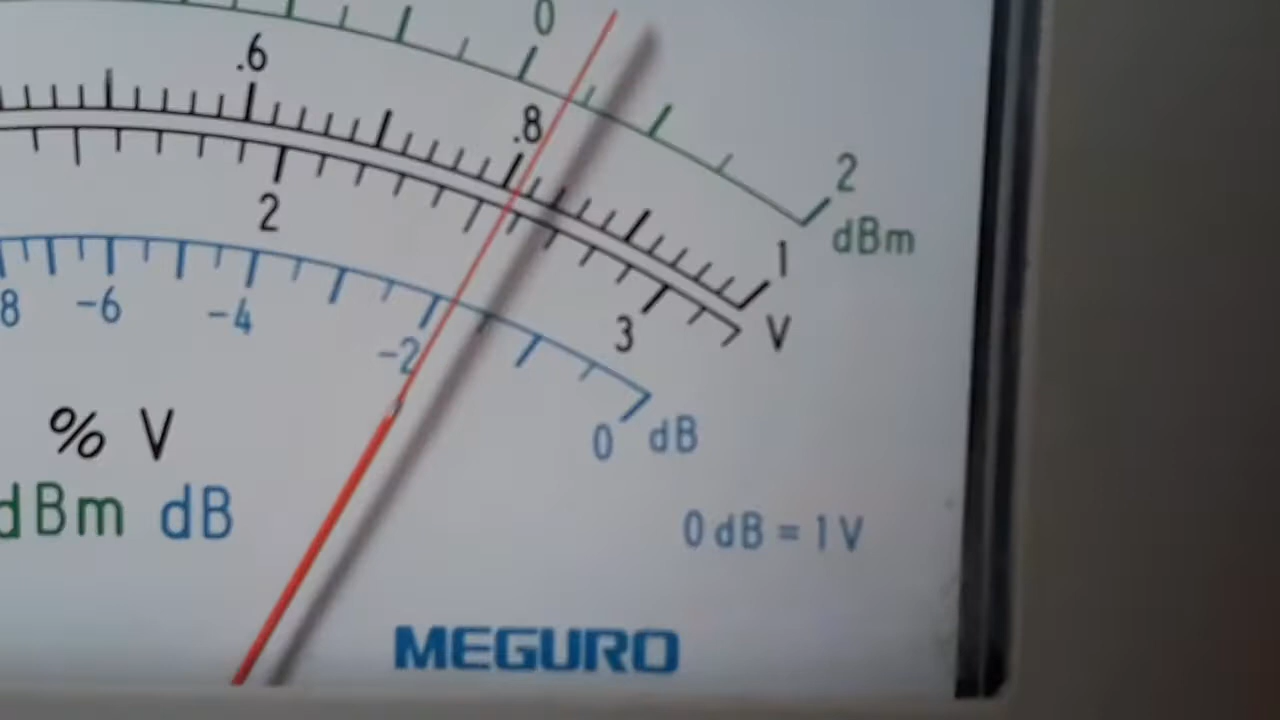 0
.6
.8
2
dBm
1
V
2
3
8 -6 -4 -2 0 dB
% V
dBm dB
0 dB = 1 V
MEGURO